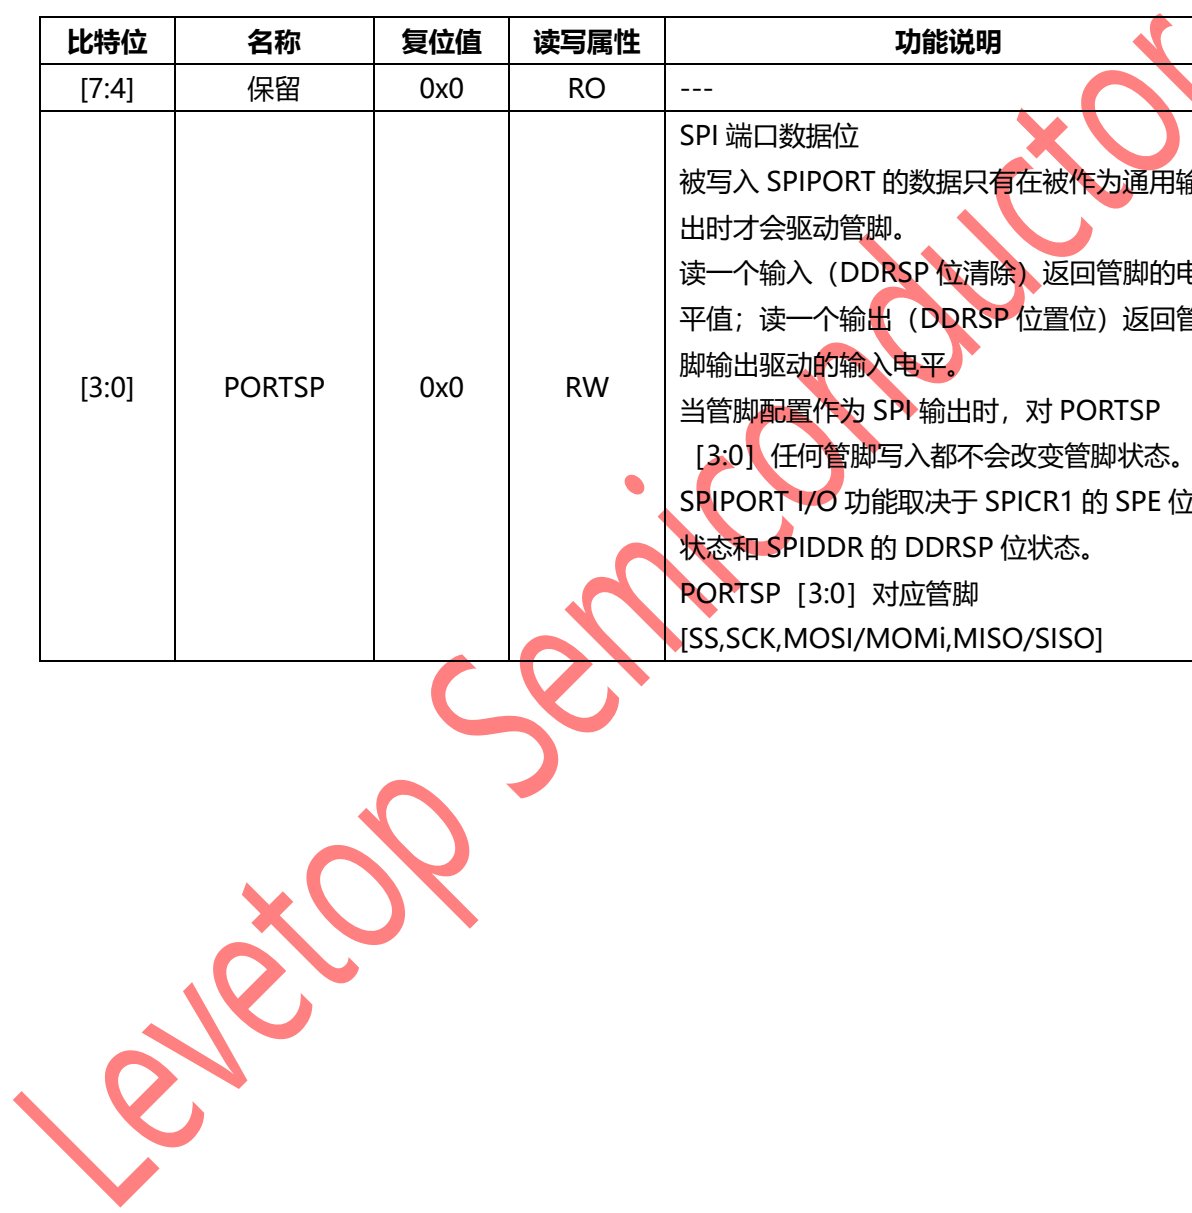 比特位 名称 复位值 读写属性 功能说明
[7:4] 保留 0x0 RO ---
[3:0] PORTSP 0x0 RW
SPI 端口数据位
被写入 SPIPORT 的数据只有在被作为通用输
出时才会驱动管脚。
读一个输入（DDRSP 位清除）返回管脚的电
平值；读一个输出（DDRSP 位置位）返回管
脚输出驱动的输入电平。
当管脚配置作为 SPI 输出时，对 PORTSP
［3:0］任何管脚写入都不会改变管脚状态。
SPIPORT I/O 功能取决于 SPICR1 的 SPE 位
状态和 SPIDDR 的 DDRSP 位状态。
PORTSP［3:0］对应管脚
[SS,SCK,MOSI/MOMi,MISO/SISO]
Levetop Semiconductor